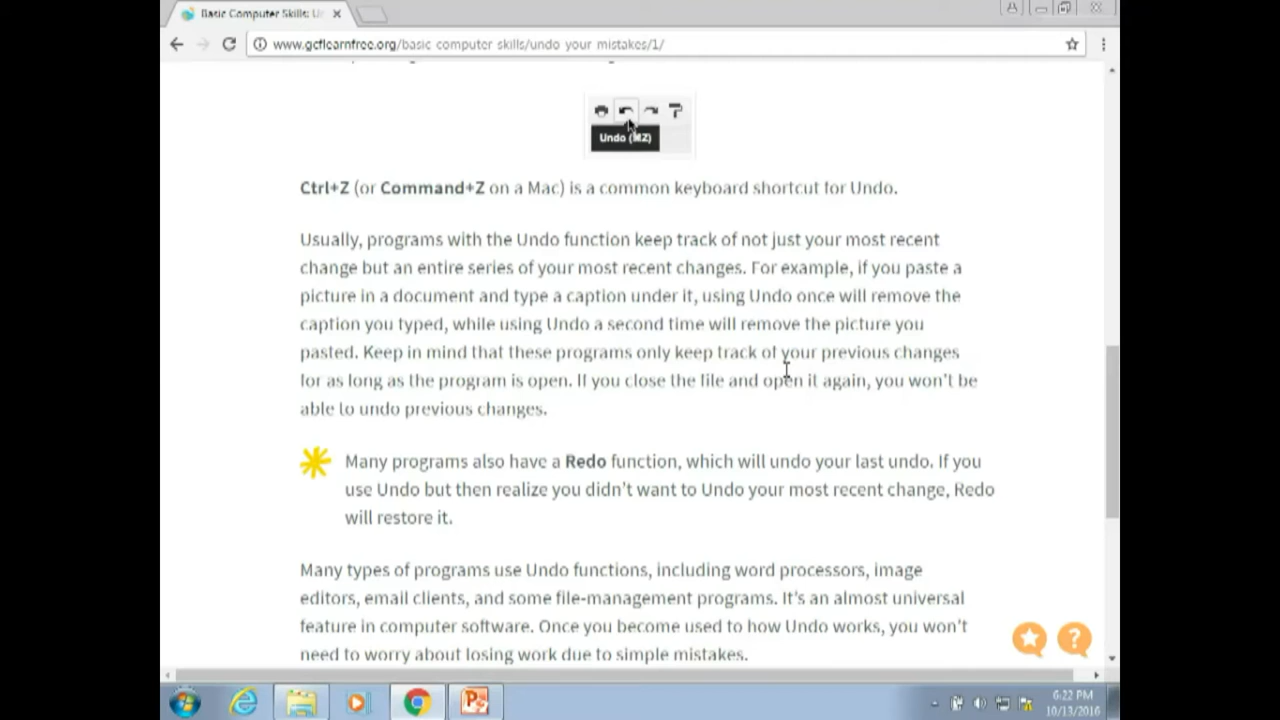 Basic Computer Skills: U
www.gcflearnfree.org/basic computer skills/undo your mistakes/1/
Undo (⌘Z)
Ctrl+Z (or Command+Z on a Mac) is a common keyboard shortcut for Undo.
Usually, programs with the Undo function keep track of not just your most recent
change but an entire series of your most recent changes. For example, if you paste a
picture in a document and type a caption under it, using Undo once will remove the
caption you typed, while using Undo a second time will remove the picture you
pasted. Keep in mind that these programs only keep track of your previous changes
for as long as the program is open. If you close the file and open it again, you won't be
able to undo previous changes.
Many programs also have a Redo function, which will undo your last undo. If you
use Undo but then realize you didn't want to Undo your most recent change, Redo
will restore it.
Many types of programs use Undo functions, including word processors, image
editors, email clients, and some file-management programs. It's an almost universal
feature in computer software. Once you become used to how Undo works, you won't
need to worry about losing work due to simple mistakes.
6:22 PM
10/13/2016